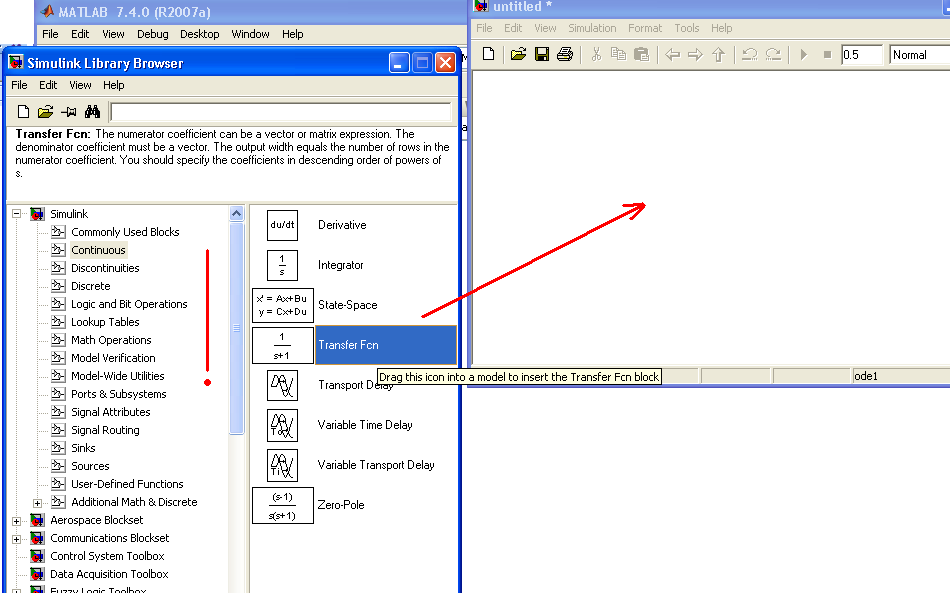 MATLAB 7.4.0 (R2007a)
File Edit View Debug Desktop Window Help
untitled *
File Edit View Simulation Format Tools Help
0.5 Normal
Simulink Library Browser
File Edit View Help
Transfer Fcn: The numerator coefficient can be a vector or matrix expression. The
denominator coefficient must be a vector. The output width equals the number of rows in the
numerator coefficient. You should specify the coefficients in descending order of powers of
s.
Simulink
Commonly Used Blocks
Continuous
Discontinuities
Discrete
Logic and Bit Operations
Lookup Tables
Math Operations
Model Verification
Model-Wide Utilities
Ports & Subsystems
Signal Attributes
Signal Routing
Sinks
Sources
User-Defined Functions
Additional Math & Discrete
Aerospace Blockset
Communications Blockset
Control System Toolbox
Data Acquisition Toolbox
Fuzzy Logic Toolbox
du/dt Derivative
1
s
Integrator
x' = Ax+Bu
y = Cx+Du
State-Space
1
s+1
Transfer Fcn
Drag this icon into a model to insert the Transfer Fcn block
Transport Delay
Variable Time Delay
Variable Transport Delay
(s-1)
s(s+1)
Zero-Pole
ode1